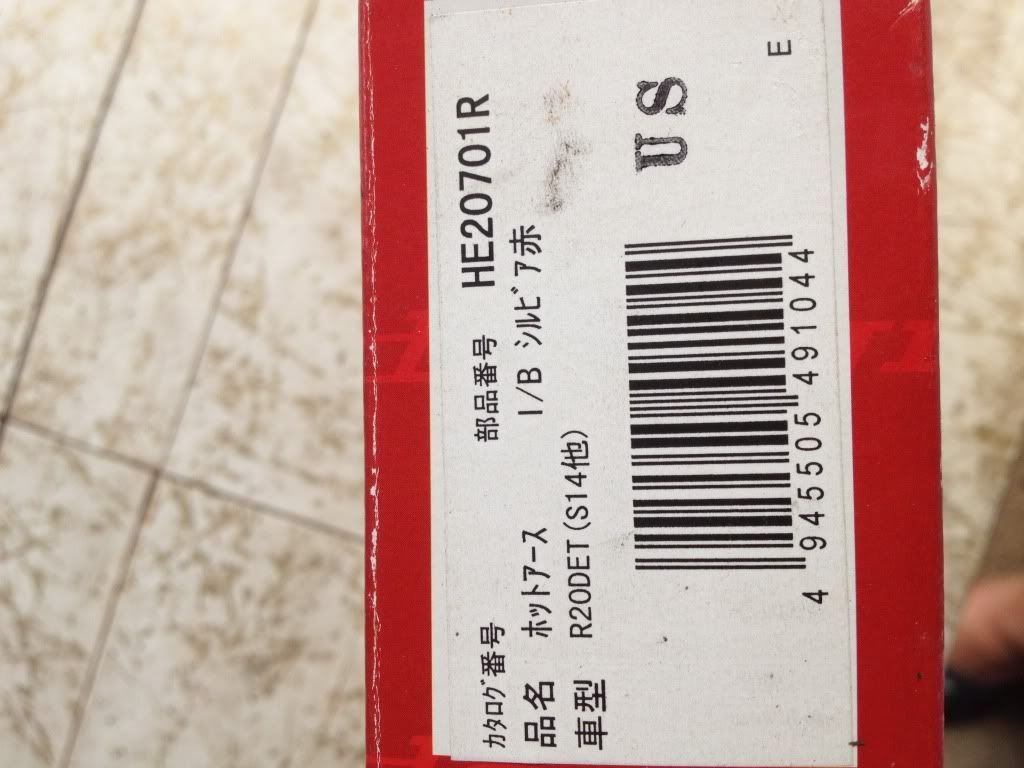 カタログ番号 部品番号 HE20701R
品名 ホットアース I/B シルビア赤
車型 R20DET(S14他)
US
4 945505 491044
E